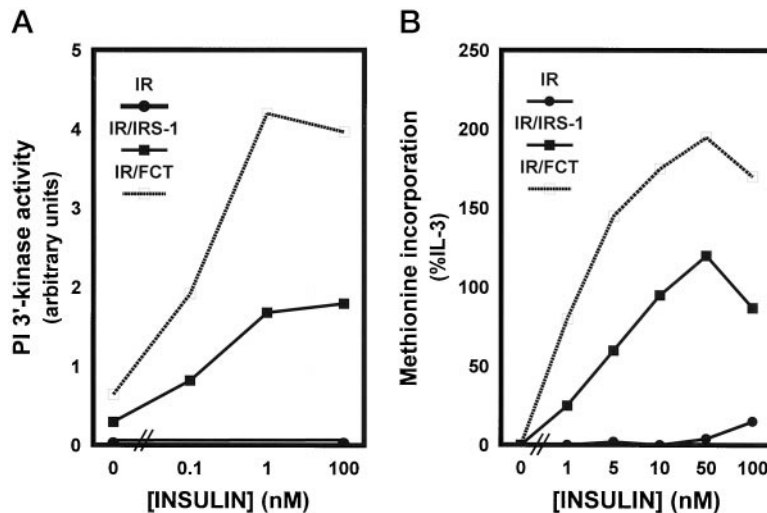 A
PI 3'-kinase activity
(arbitrary units)
5
4
3
2
1
0
IR
IR/IRS-1
IR/FCT
0 0.1 1 100
[INSULIN] (nM)
B
Methionine incorporation
(%IL-3)
250
200
150
100
50
0
IR
IR/IRS-1
IR/FCT
0 1 5 10 50 100
[INSULIN] (nM)